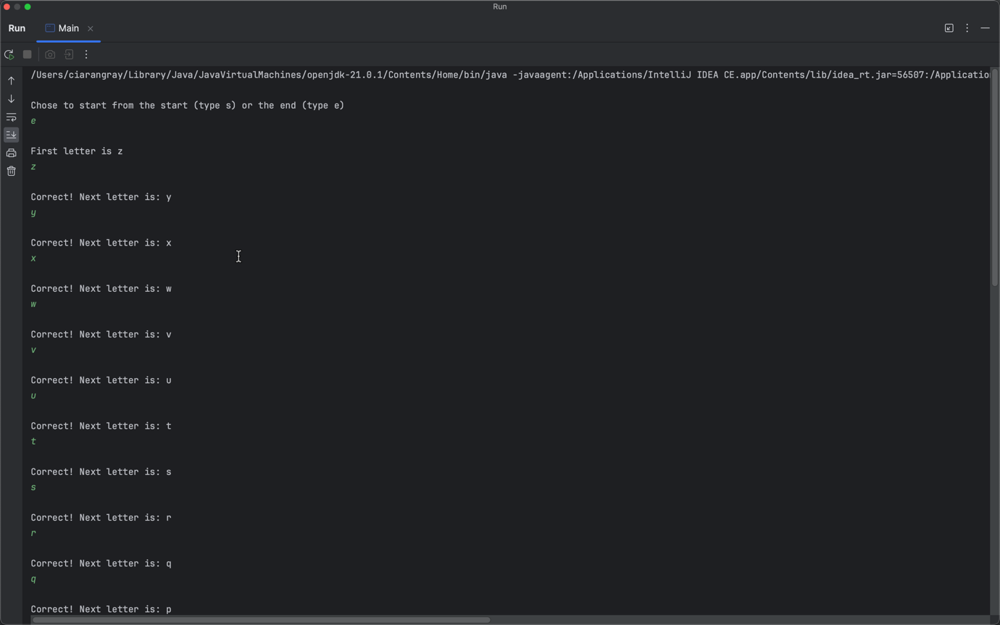 Run
Run
Main
/Users/ciarangray/Library/Java/JavaVirtualMachines/openjdk-21.0.1/Contents/Home/bin/java -javaagent:/Applications/IntelliJ IDEA CE.app/Contents/lib/idea_rt.jar=56507:/Applicatio
Chose to start from the start (type s) or the end (type e)
e
First letter is z
z
Correct! Next letter is: y
y
Correct! Next letter is: x
x
Correct! Next letter is: w
w
Correct! Next letter is: v
v
Correct! Next letter is: u
u
Correct! Next letter is: t
t
Correct! Next letter is: s
s
Correct! Next letter is: r
r
Correct! Next letter is: q
q
Correct! Next letter is: p